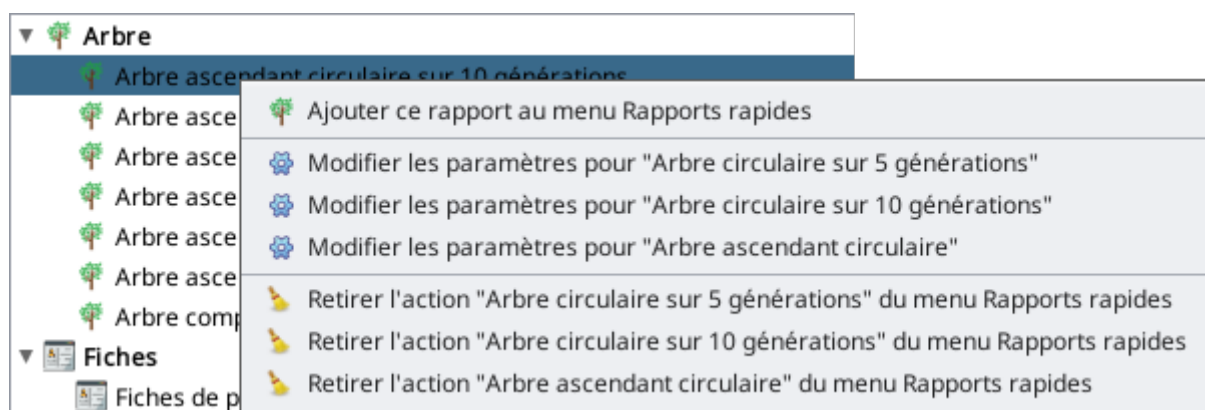 Arbre
Arbre ascendant circulaire sur 10 générations
Ajouter ce rapport au menu Rapports rapides
Arbre asce
Modifier les paramètres pour "Arbre circulaire sur 5 générations"
Arbre asce
Modifier les paramètres pour "Arbre circulaire sur 10 générations"
Arbre asce
Modifier les paramètres pour "Arbre ascendant circulaire"
Arbre asce
Arbre asce
Retirer l'action "Arbre circulaire sur 5 générations" du menu Rapports rapides
Arbre comp
Retirer l'action "Arbre circulaire sur 10 générations" du menu Rapports rapides
Fiches
Retirer l'action "Arbre ascendant circulaire" du menu Rapports rapides
Fiches de p